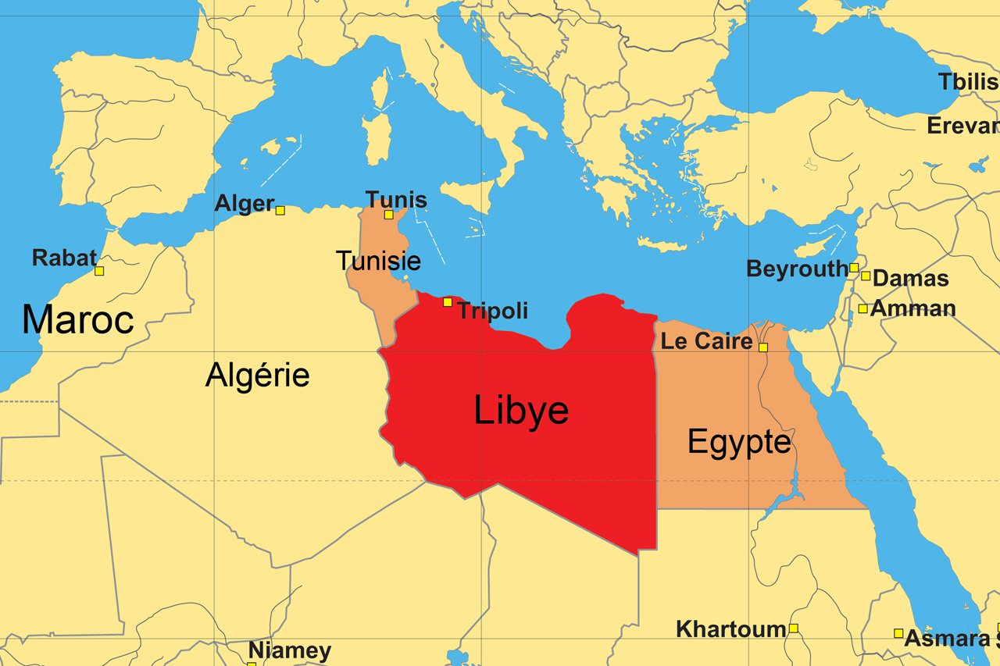 Tbilis
Erevan
Alger
Tunis
Rabat
Tunisie
Beyrouth
Damas
Maroc
Tripoli
Amman
Le Caire
Algérie
Libye
Egypte
Khartoum
Asmara
Niamey